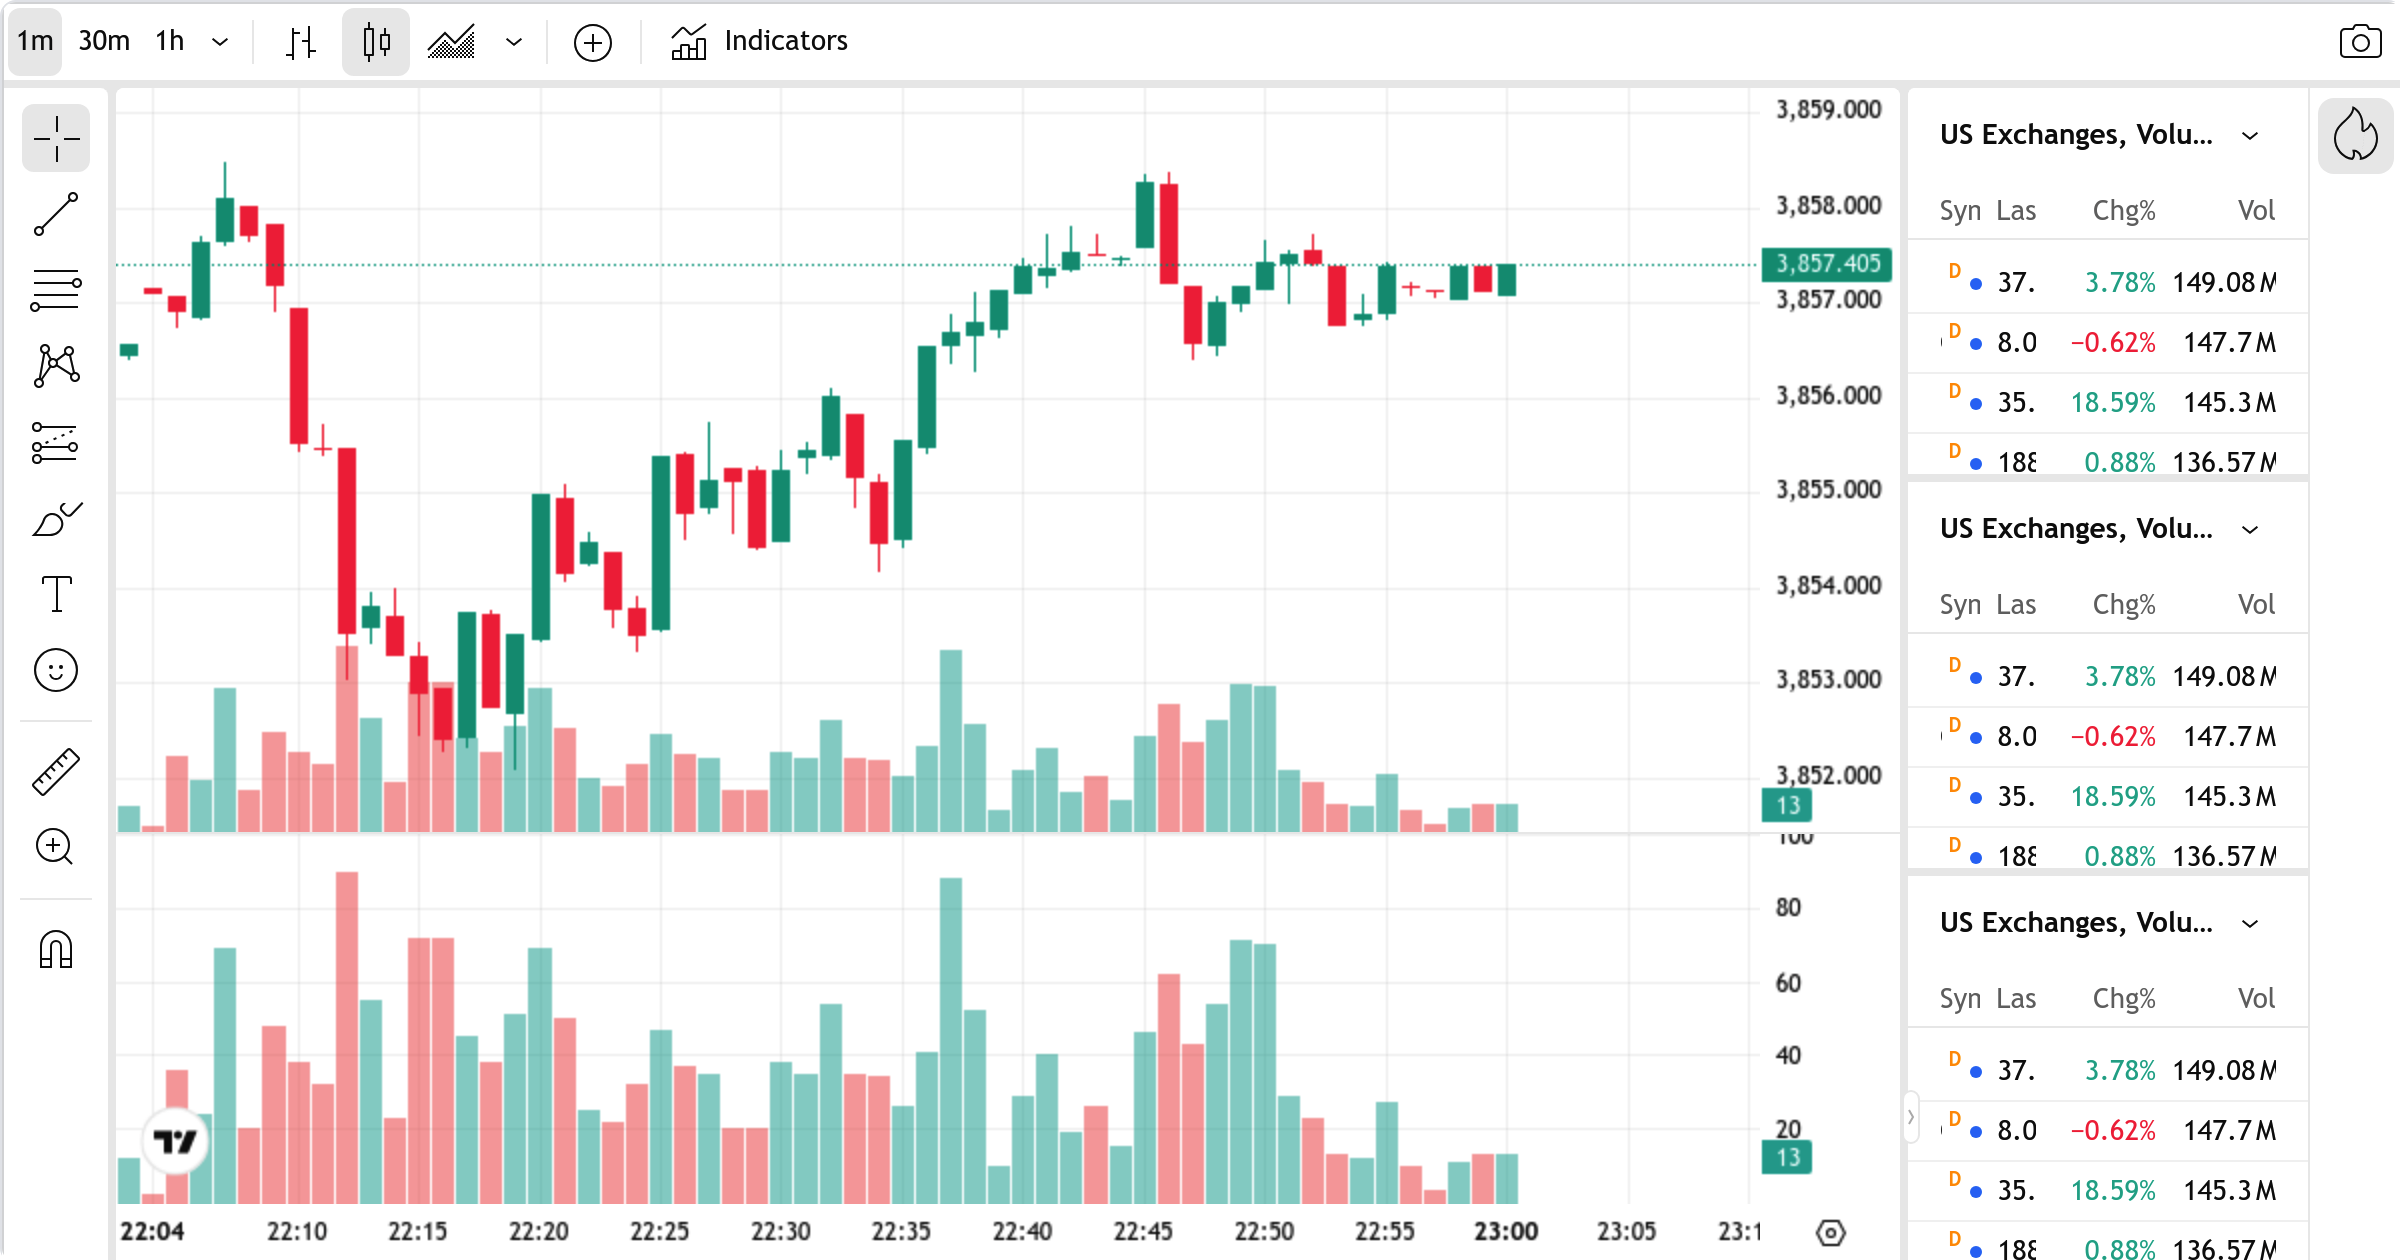 1m 30m 1h Indicators
3,859.000
3,858.000
3,857.405
3,857.000
3,856.000
3,855.000
3,854.000
3,853.000
3,852.000
13
100
80
60
40
20
13
22:04 22:10 22:15 22:20 22:25 22:30 22:35 22:40 22:45 22:50 22:55 23:00 23:05 23:1
US Exchanges, Volu...
Syn Las Chg% Vol
D 37. 3.78% 149.08 M
D 8.0 −0.62% 147.7 M
D 35. 18.59% 145.3 M
D 188 0.88% 136.57 M
US Exchanges, Volu...
Syn Las Chg% Vol
D 37. 3.78% 149.08 M
D 8.0 −0.62% 147.7 M
D 35. 18.59% 145.3 M
D 188 0.88% 136.57 M
US Exchanges, Volu...
Syn Las Chg% Vol
D 37. 3.78% 149.08 M
D 8.0 −0.62% 147.7 M
D 35. 18.59% 145.3 M
D 188 0.88% 136.57 M